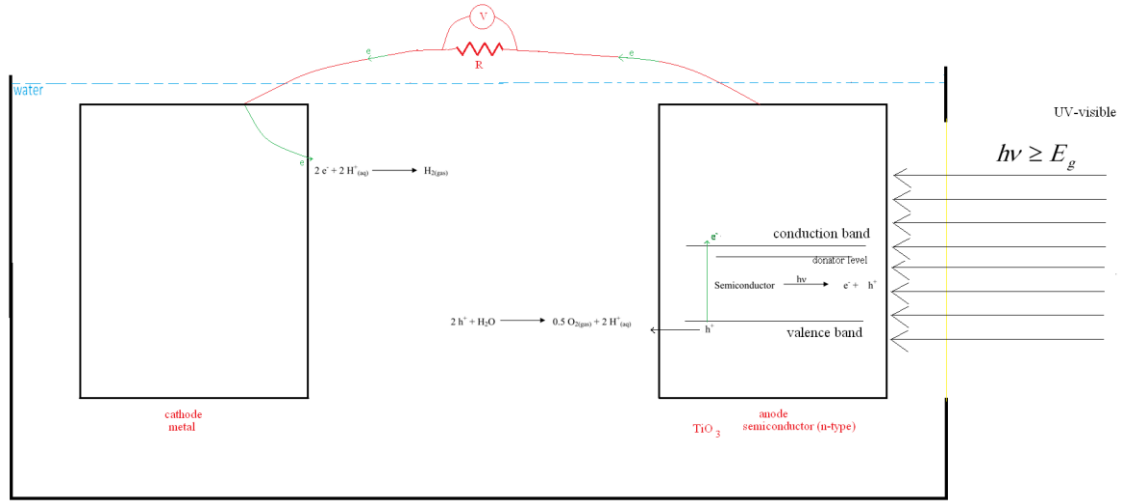 V
e
e
R
water
UV-visible
hν ≥ E_g
e
2 e⁻ + 2 H⁺(aq) ⟶ H₂(gas)
e⁻
conduction band
donator level
Semiconductor hν ⟶ e⁻ + h⁺
2 h⁺ + H₂O ⟶ 0.5 O₂(gas) + 2 H⁺(aq)
h⁺
valence band
cathode
metal
anode
TiO₃ semiconductor (n-type)